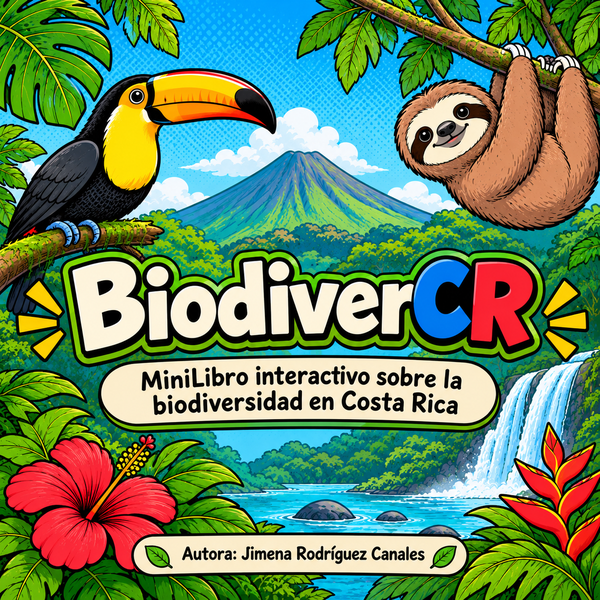 BiodiverCR
MiniLibro interactivo sobre la
biodiversidad en Costa Rica
Autora: Jimena Rodríguez Canales